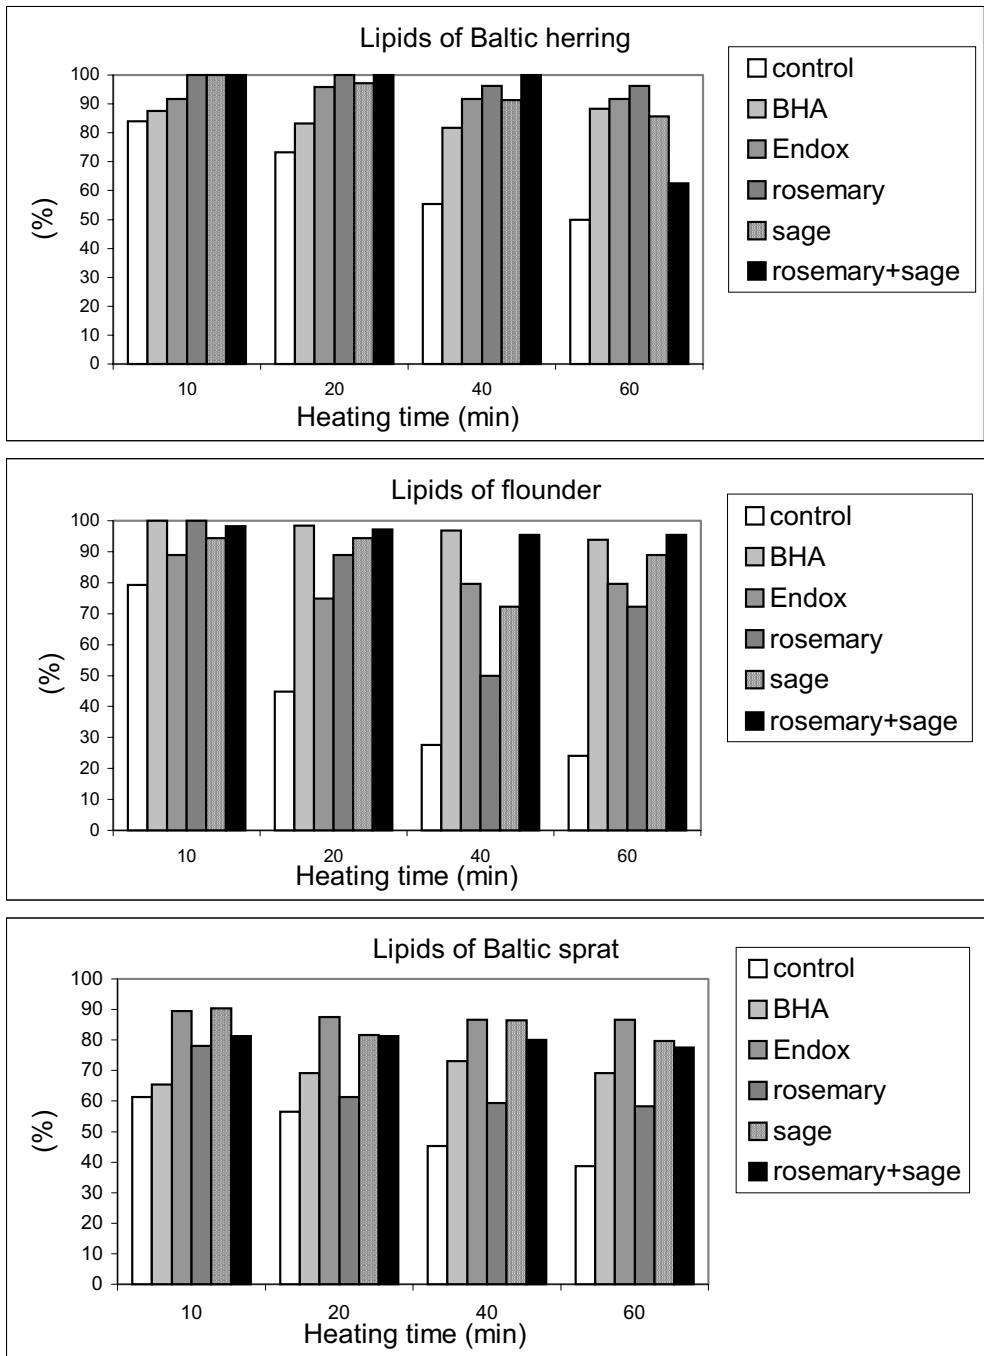 Lipids of Baltic herring
100
90
80
70
60
50
40
30
20
10
0
(%)
10 20 40 60
Heating time (min)
control
BHA
Endox
rosemary
sage
rosemary+sage
Lipids of flounder
100
90
80
70
60
50
40
30
20
10
0
(%)
10 20 40 60
Heating time (min)
control
BHA
Endox
rosemary
sage
rosemary+sage
Lipids of Baltic sprat
100
90
80
70
60
50
40
30
20
10
0
(%)
10 20 40 60
Heating time (min)
control
BHA
Endox
rosemary
sage
rosemary+sage